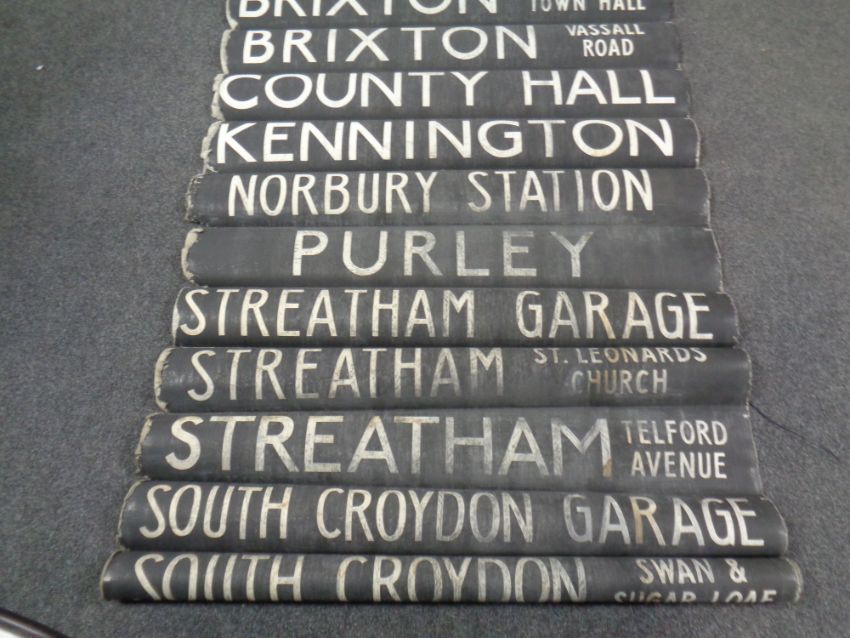 BRIXTON TOWN HALL
BRIXTON VASSALL ROAD
COUNTY HALL
KENNINGTON
NORBURY STATION
PURLEY
STREATHAM GARAGE
STREATHAM ST. LEONARDS CHURCH
STREATHAM TELFORD AVENUE
SOUTH CROYDON GARAGE
SOUTH CROYDON SWAN & SUGAR LOAF